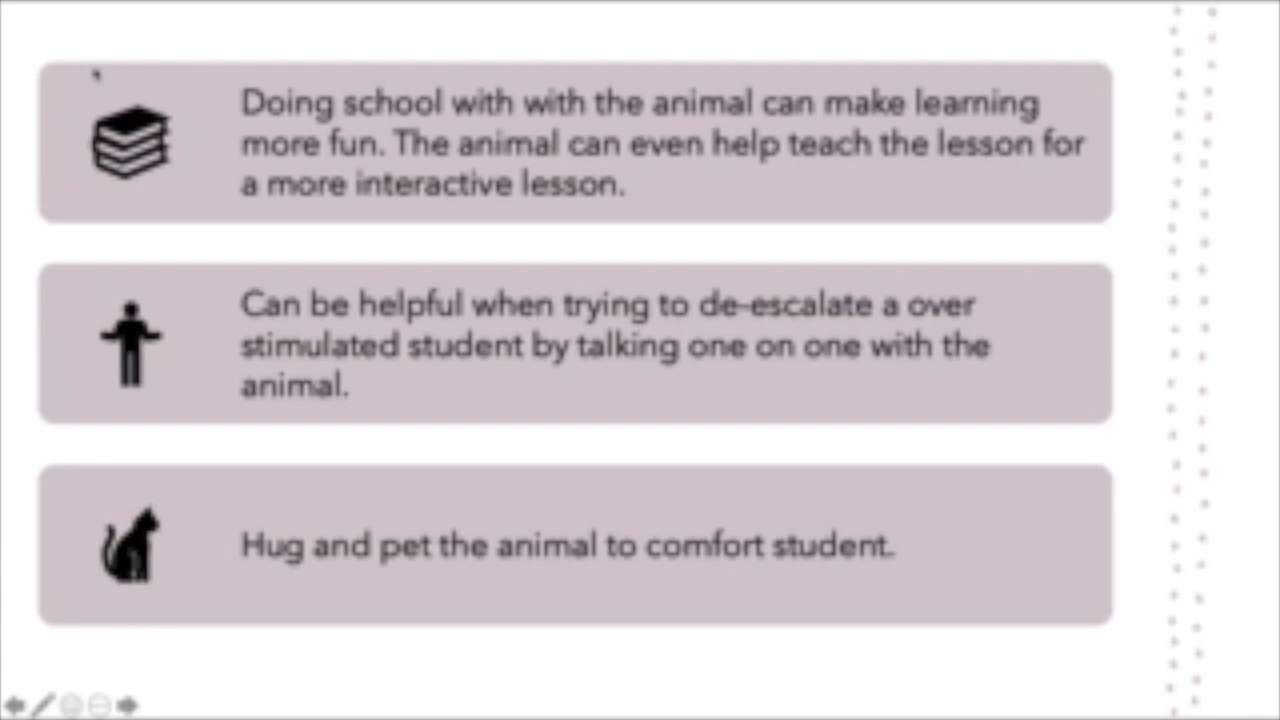 Doing school with with the animal can make learning
more fun. The animal can even help teach the lesson for
a more interactive lesson.
Can be helpful when trying to de-escalate a over
stimulated student by talking one on one with the
animal.
Hug and pet the animal to comfort student.